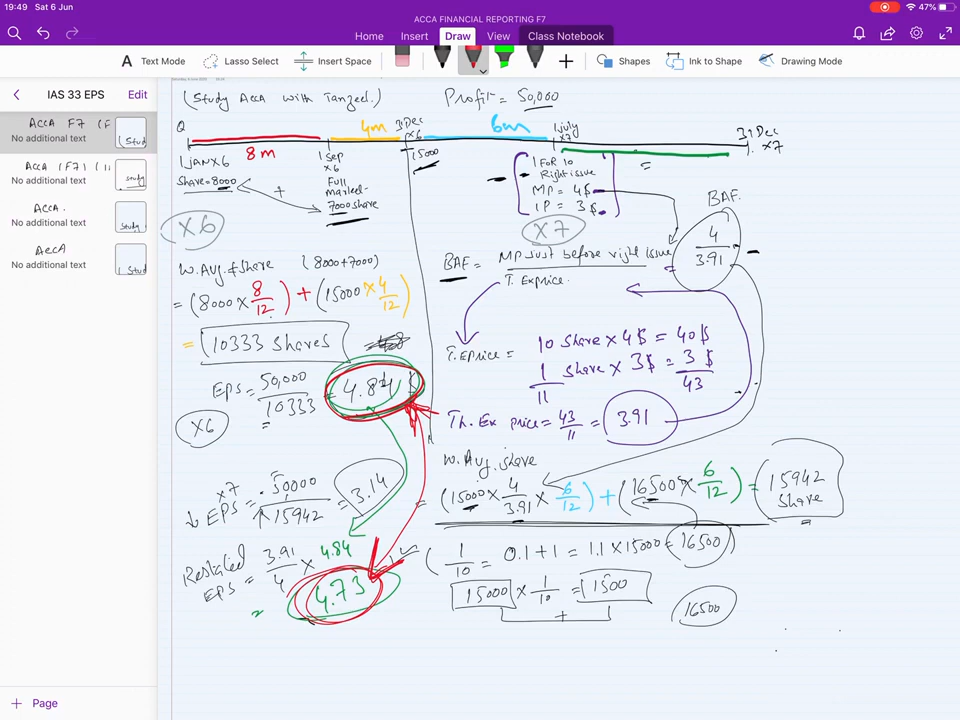 19:49 Sat 6 Jun
47%
ACCA FINANCIAL REPORTING F7
Home Insert Draw View Class Notebook
A Text Mode Lasso Select Insert Space Shapes Ink to Shape Drawing Mode
IAS 33 EPS Edit
ACCA F7 (F
No additional text
ACCA (F7) (
No additional text
ACCA.
No additional text
ACCA
No additional text
+ Page
(Study ACCA with Tanzeel.) Profit = 50,000
Q 8m 4m 31 Dec x6 6m 1 July x7 31 Dec x7
1 Jan x6
Share = 8000
+
1 Sep x6
Full market
7000 share
15000
1 FOR 10
Right issue
MP = 4$
IP = 3$
=
x6
x7
BAF.
4
3.91
W. Avg. of share (8000+7000)
= (8000 x 8/12) + (15000 x 4/12)
= 10333 shares
EPS = 50,000 / 10333 = 4.84 $
x6
BAF = MP Just before right issue / T. Ex price. =
T. E price = 10 share x 4$ = 40$
1 share x 3$ = 3$
11 43
Th. Ex price = 43/11 = 3.91
W. Avg. share
= (15000 x 4/3.91 x 6/12) + (16500 x 6/12) = 15942 share
x7
↓ EPS = 50,000 / ↑ 15942 = 3.14
Restated EPS = 3.91/4 x 4.84
= 4.73
(1/10 = 0.1 + 1 = 1.1 x 15000 = 16500)
15000 x 1/10 = 1500
+
16500